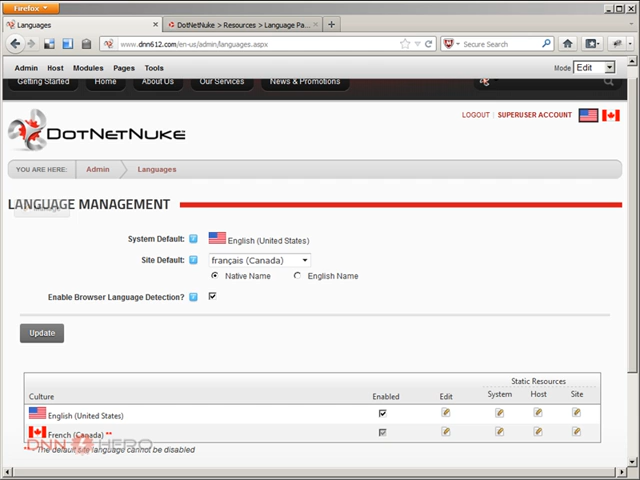 Firefox
Languages
DotNetNuke > Resources > Language Pa...
www.dnn612.com/en-us/admin/languages.aspx
Secure Search
Admin Host Modules Pages Tools
Mode Edit
Getting Started Home About Us Our Services News & Promotions
LOGOUT | SUPERUSER ACCOUNT
DOTNETNUKE
YOU ARE HERE: Admin Languages
LANGUAGE MANAGEMENT
Manage
System Default: English (United States)
Site Default: français (Canada)
Native Name English Name
Enable Browser Language Detection?
Update
Static Resources
Culture Enabled Edit System Host Site
English (United States)
French (Canada) **
DNN HERO
** The default site language cannot be disabled